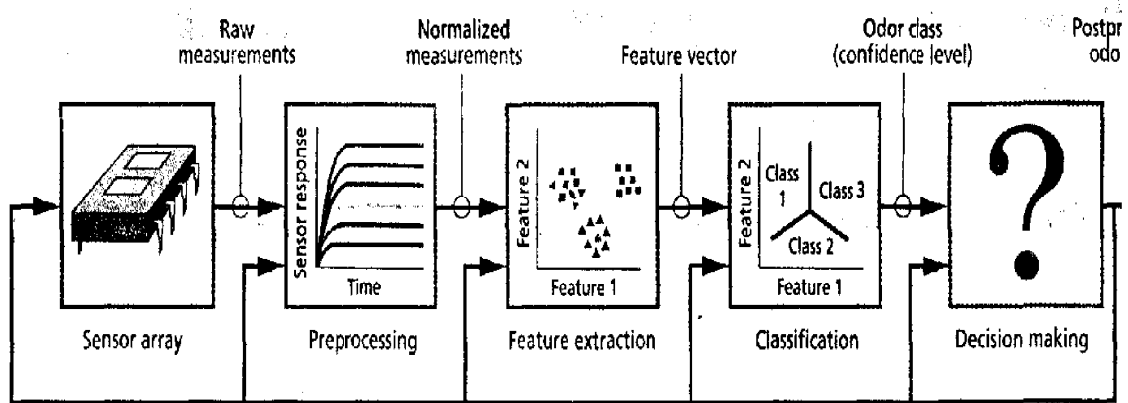 Raw
measurements
Normalized
measurements
Feature vector
Odor class
(confidence level)
Sensor response
Time
Feature 2
Feature 1
Feature 2
Class
1
Class 3
Class 2
Feature 1
Sensor array
Preprocessing
Feature extraction
Classification
Decision making
?